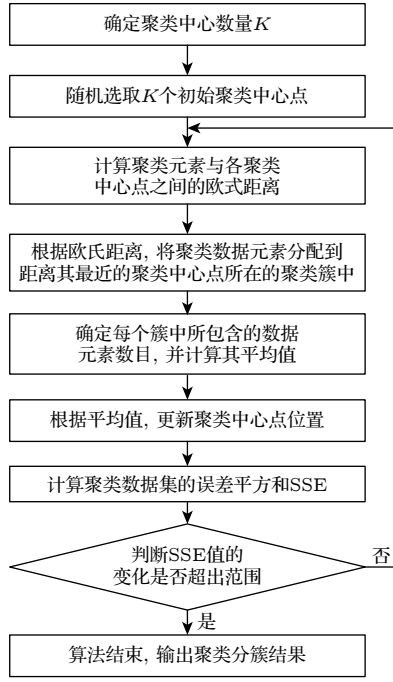 确定聚类中心数量K
随机选取K个初始聚类中心点
计算聚类元素与各聚类
中心点之间的欧式距离
根据欧氏距离, 将聚类数据元素分配到
距离其最近的聚类中心点所在的聚类簇中
确定每个簇中所包含的数据
元素数目, 并计算其平均值
根据平均值, 更新聚类中心点位置
计算聚类数据集的误差平方和SSE
判断SSE值的
变化是否超出范围
否
是
算法结束, 输出聚类分簇结果